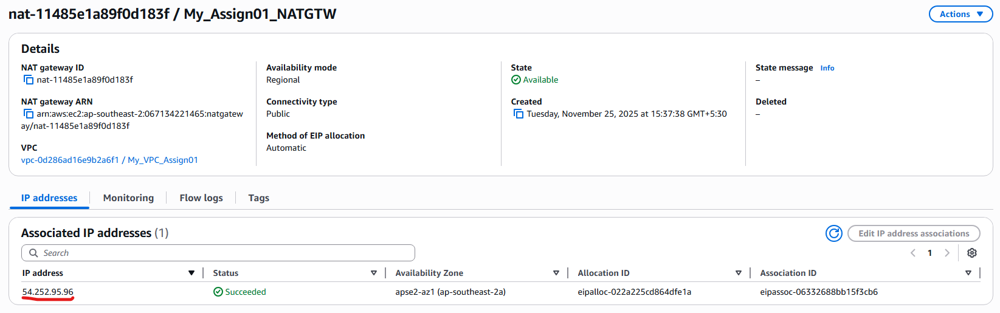 nat-11485e1a89f0d183f / My_Assign01_NATGTW
Actions
Details
NAT gateway ID
nat-11485e1a89f0d183f
NAT gateway ARN
arn:aws:ec2:ap-southeast-2:067134221465:natgatew
ay/nat-11485e1a89f0d183f
VPC
vpc-0d286ad16e9b2a6f1 / My_VPC_Assign01
Availability mode
Regional
Connectivity type
Public
Method of EIP allocation
Automatic
State
Available
Created
Tuesday, November 25, 2025 at 15:37:38 GMT+5:30
State message Info
–
Deleted
–
IP addresses Monitoring Flow logs Tags
Associated IP addresses (1)
Edit IP address associations
Search
1
IP address Status Availability Zone Allocation ID Association ID
54.252.95.96 Succeeded apse2-az1 (ap-southeast-2a) eipalloc-022a225cd864dfe1a eipassoc-06332688bb15f3cb6